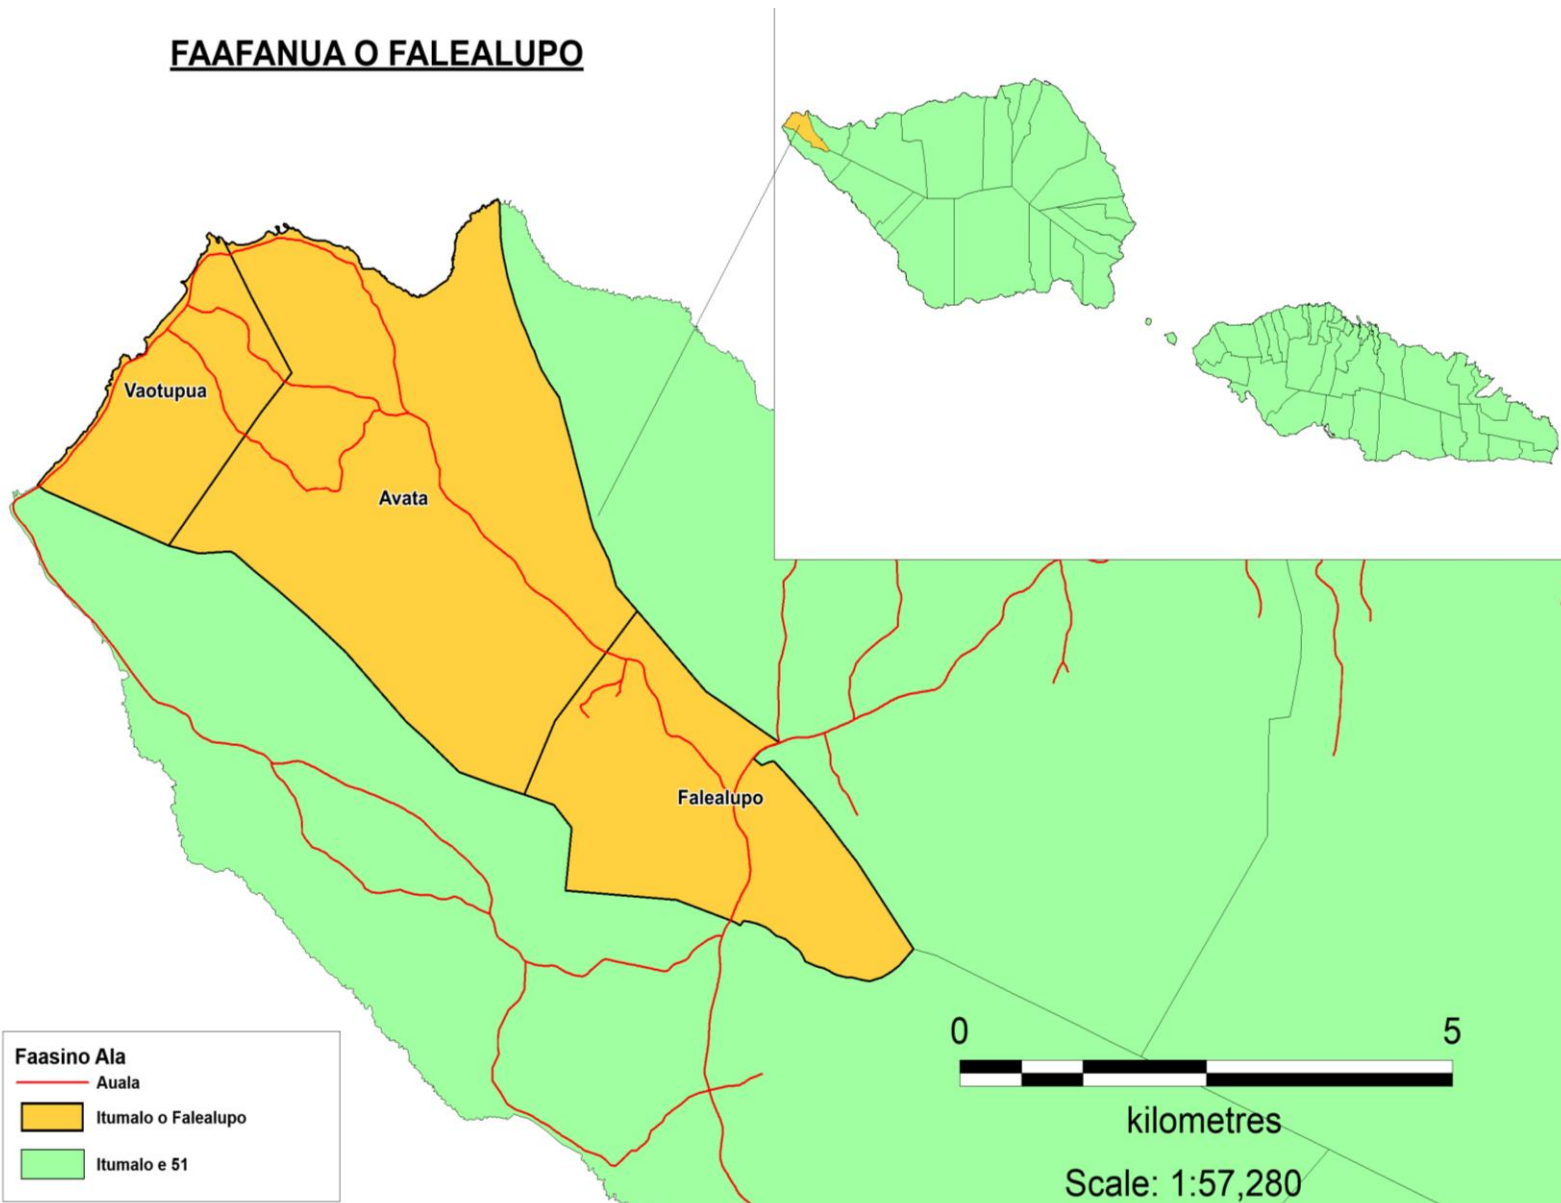 FAAFANUA O FALEALUPO
Vaotupua
Avata
Falealupo
Faasino Ala
Auala
Itumalo o Falealupo
Itumalo e 51
0 5
kilometres
Scale: 1:57,280